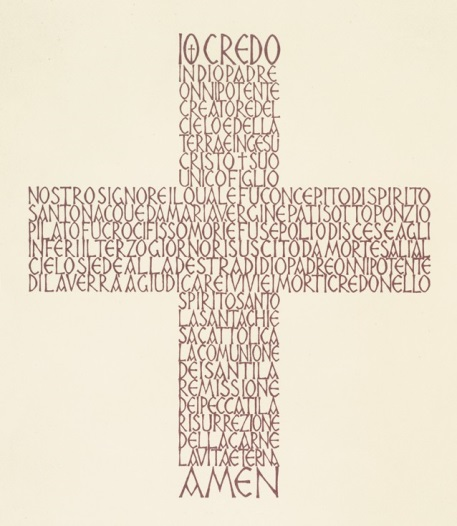 IO CREDO
INDIOPADRE
ONNIPOTENTE
CREATOREDEL
CIELOEDELLA
TERRAEINGESÙ
CRISTO†SUO
UNICOFIGLIO
NOSTROSIGNOREILQUALEFUCONCEPITODISPIRITO
SANTONACQUEDAMARIAVERGINEPATISOTTOPONZIO
PILATOFUCROCIFISSOMORIEFUSEPOLTODISCESEAGLI
INFERIILTERZOGIORNORISUSCITODAMORTESALIAL
CIELOSIEDEALLADESTRADIDIOPADREONNIPOTENTE
DILAVERRAAGIUDICAREIVIVIEIMORTICREDONELLO
SPIRITOSANTO
LASANTACHIE
SACATTOLICA
LACOMUNIONE
DEISANTILA
REMISSIONE
DEIPECCATILA
RISURREZIONE
DELLACARNE
LAVITAETERNA
AMEN